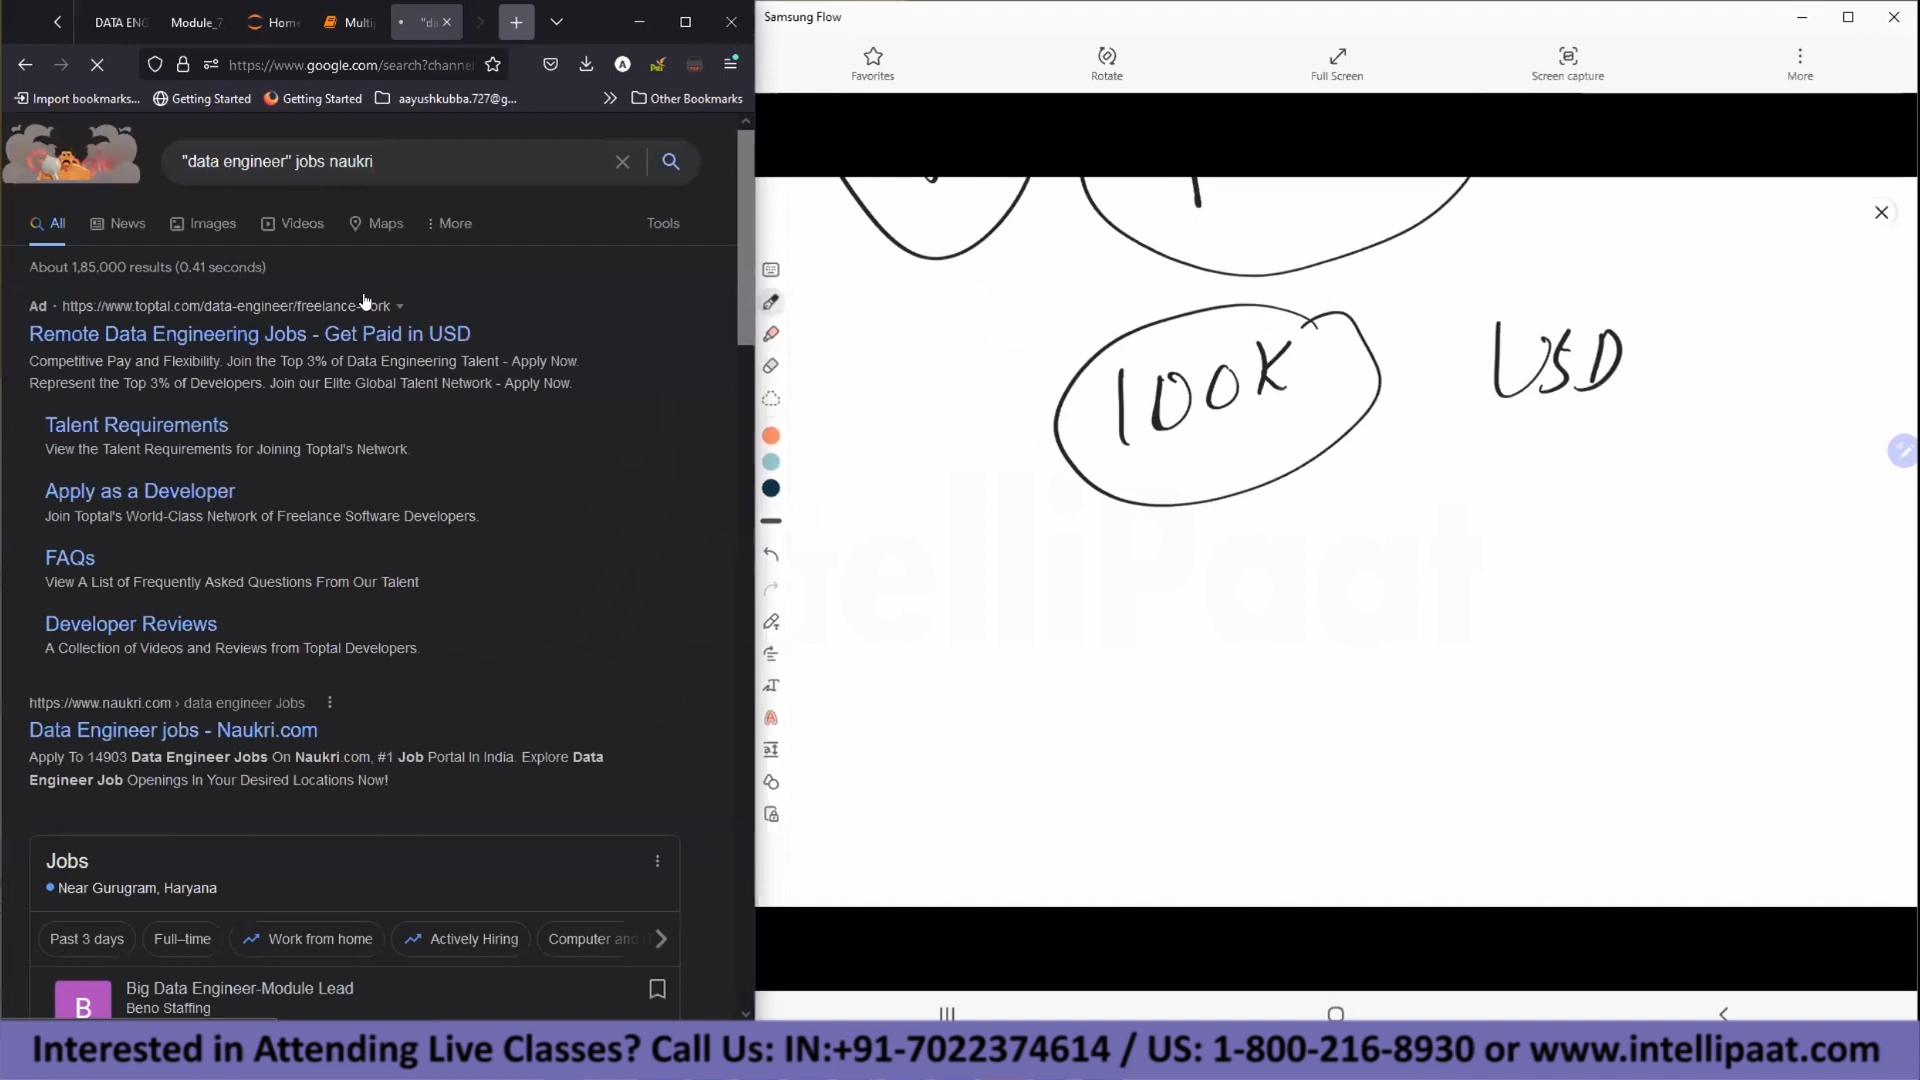 DATA ENG
Module_7
Home
Multip
"da
https://www.google.com/search?channe
Import bookmarks...
Getting Started
Getting Started
aayushkubba.727@g...
Other Bookmarks
"data engineer" jobs naukri
All
News
Images
Videos
Maps
More
Tools
About 1,85,000 results (0.41 seconds)
Ad · https://www.toptal.com/data-engineer/freelance-work
Remote Data Engineering Jobs - Get Paid in USD
Competitive Pay and Flexibility. Join the Top 3% of Data Engineering Talent - Apply Now.
Represent the Top 3% of Developers. Join our Elite Global Talent Network - Apply Now.
Talent Requirements
View the Talent Requirements for Joining Toptal's Network.
Apply as a Developer
Join Toptal's World-Class Network of Freelance Software Developers.
FAQs
View A List of Frequently Asked Questions From Our Talent
Developer Reviews
A Collection of Videos and Reviews from Toptal Developers.
https://www.naukri.com › data engineer Jobs
Data Engineer jobs - Naukri.com
Apply To 14903 Data Engineer Jobs On Naukri.com, #1 Job Portal In India. Explore Data
Engineer Job Openings In Your Desired Locations Now!
Jobs
Near Gurugram, Haryana
Past 3 days
Full–time
Work from home
Actively Hiring
Computer and IT
Big Data Engineer-Module Lead
B
Beno Staffing
Samsung Flow
Favorites
Rotate
Full Screen
Screen capture
More
100K
USD
IntelliPaat
Interested in Attending Live Classes? Call Us: IN:+91-7022374614 / US: 1-800-216-8930 or www.intellipaat.com